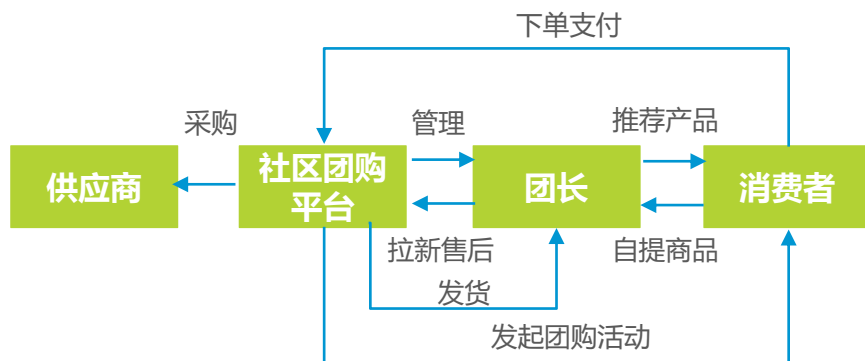 下单支付
采购
管理
推荐产品
供应商
社区团购
平台
团长
消费者
拉新售后
自提商品
发货
发起团购活动